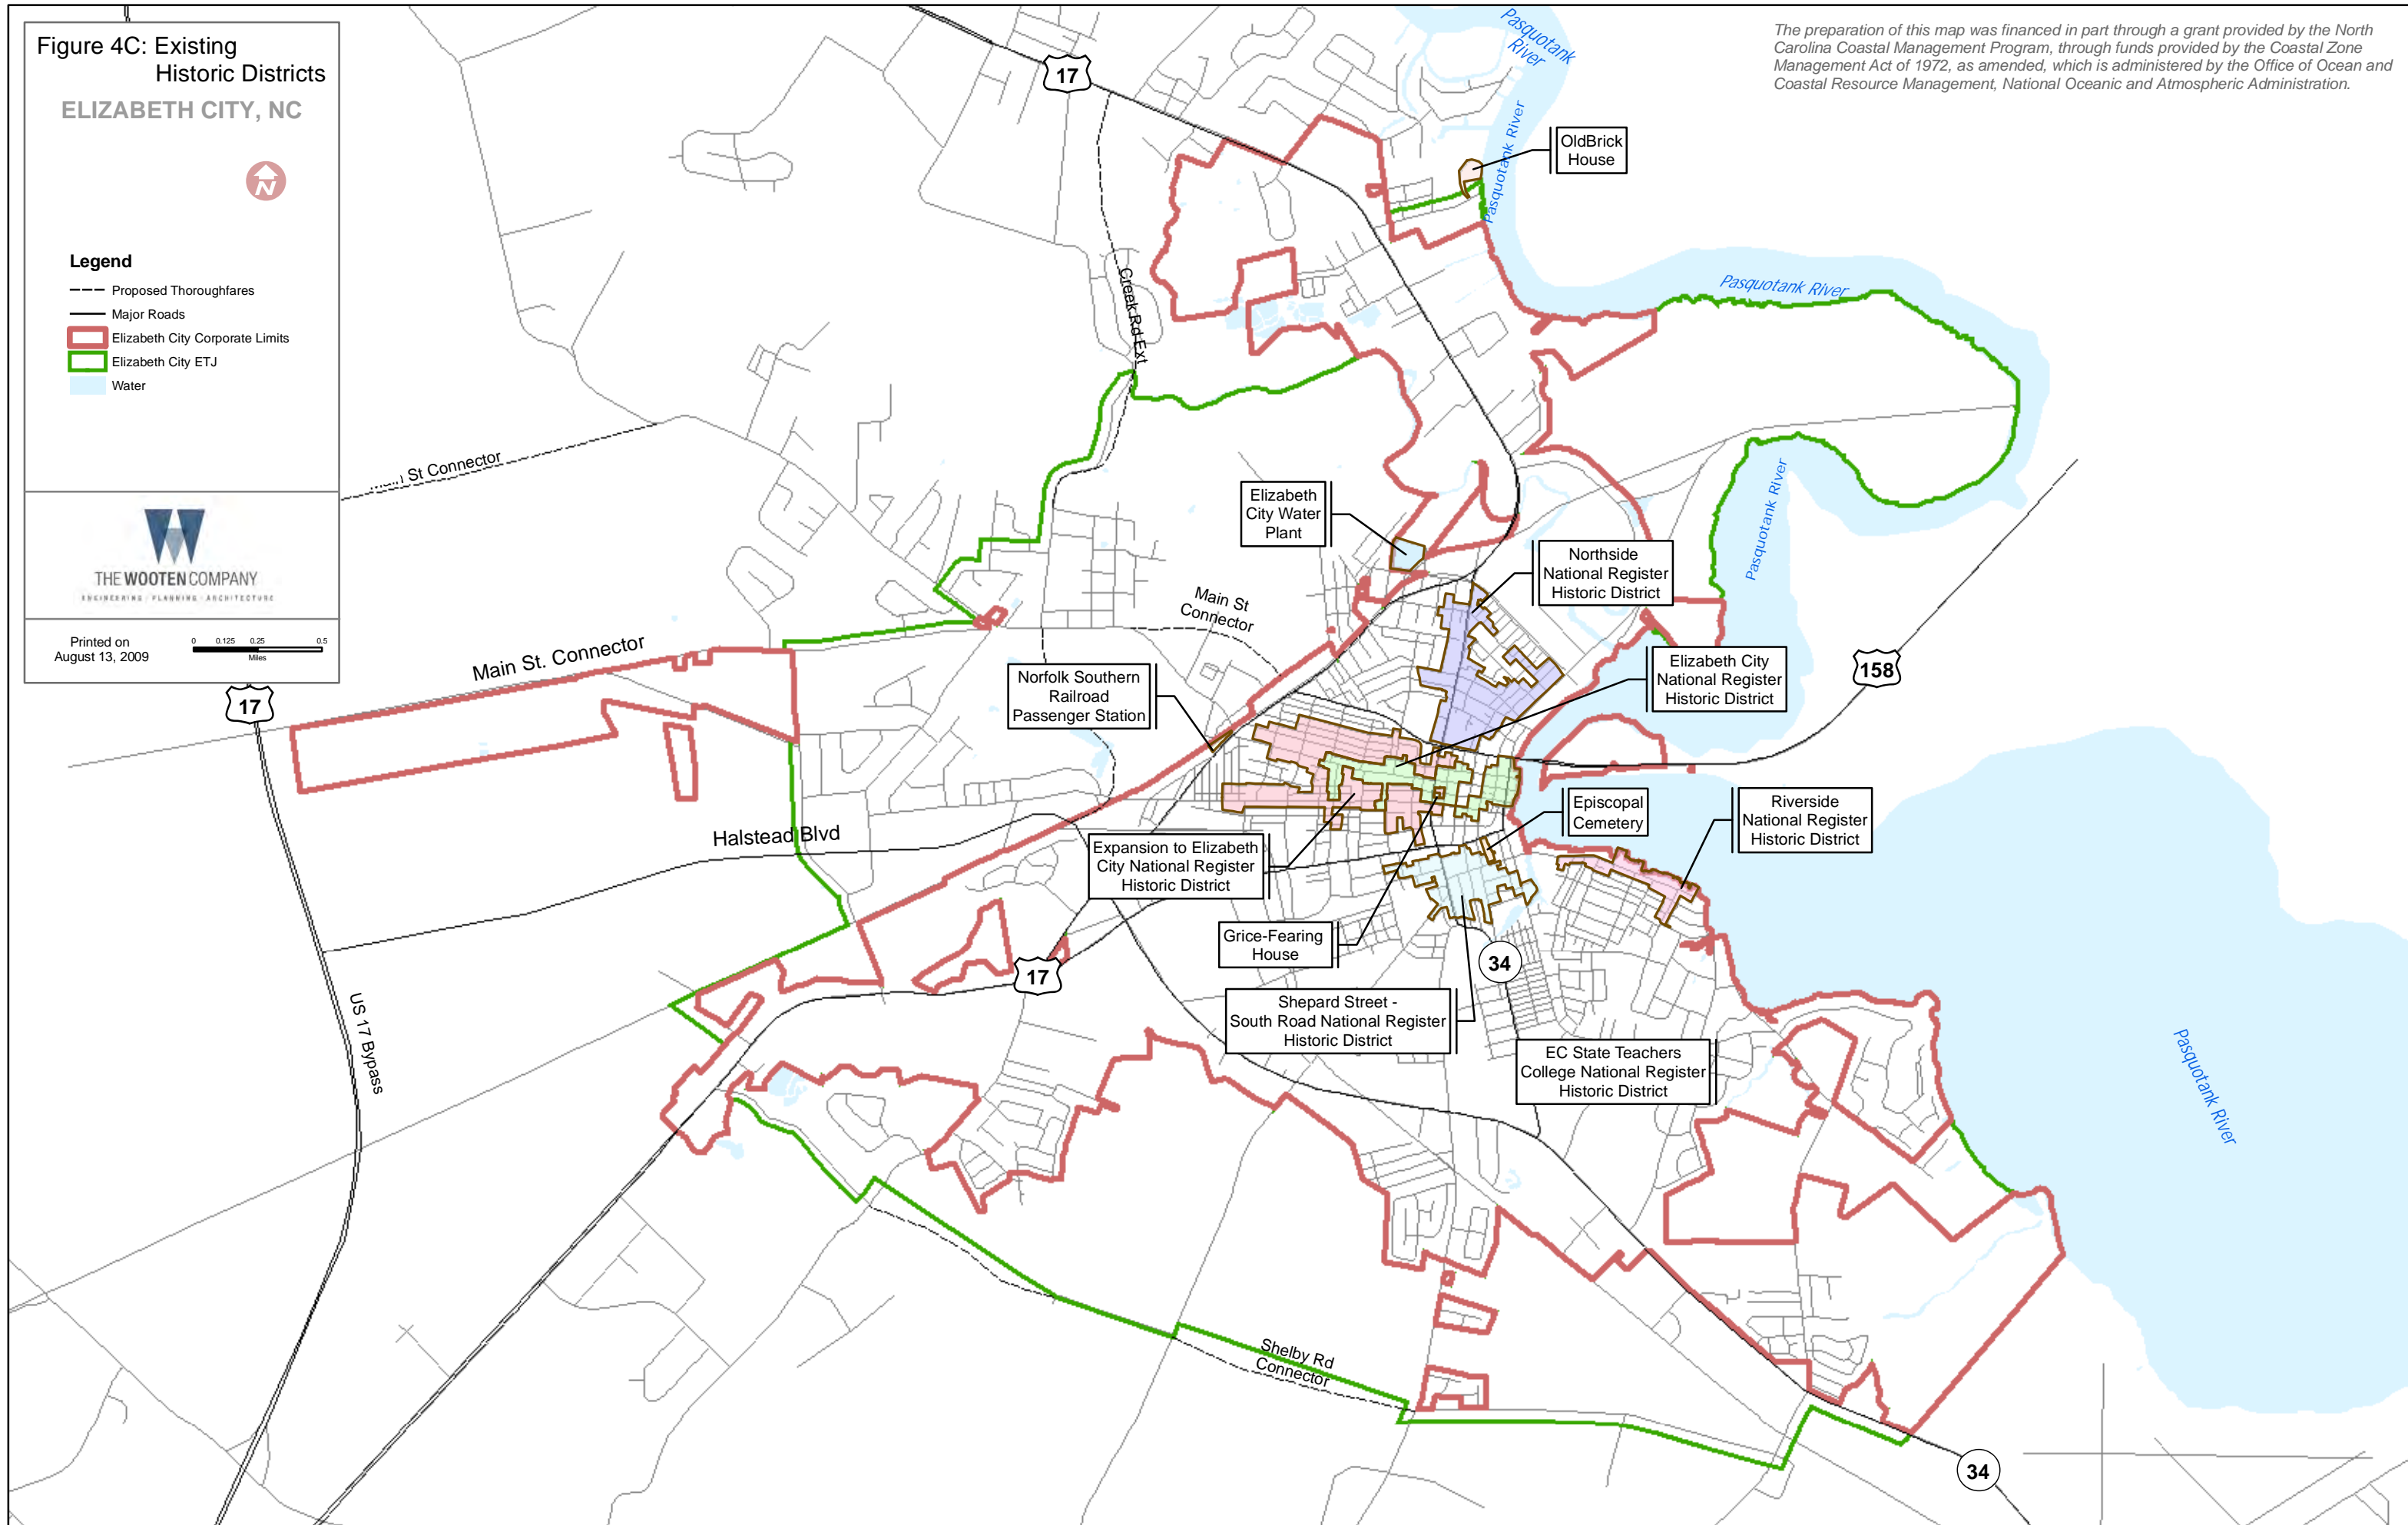 Figure 4C: Existing
Historic Districts
ELIZABETH CITY, NC
N
Legend
Proposed Thoroughfares
Major Roads
Elizabeth City Corporate Limits
Elizabeth City ETJ
Water
THE WOOTEN COMPANY
ENGINEERING / PLANNING / ARCHITECTURE
Printed on
August 13, 2009
0 0.125 0.25 0.5
Miles
The preparation of this map was financed in part through a grant provided by the North
Carolina Coastal Management Program, through funds provided by the Coastal Zone
Management Act of 1972, as amended, which is administered by the Office of Ocean and
Coastal Resource Management, National Oceanic and Atmospheric Administration.
Pasquotank
River
17
OldBrick
House
Pasquotank River
Pasquotank River
Creek Rd Ext
St Connector
Elizabeth
City Water
Plant
Pasquotank River
Northside
National Register
Historic District
Main St
Connector
Main St. Connector
Norfolk Southern
Railroad
Passenger Station
Elizabeth City
National Register
Historic District
158
17
Episcopal
Cemetery
Riverside
National Register
Historic District
Halstead Blvd
Expansion to Elizabeth
City National Register
Historic District
Grice-Fearing
House
34
17
US 17 Bypass
Shepard Street -
South Road National Register
Historic District
EC State Teachers
College National Register
Historic District
Pasquotank River
Shelby Rd
Connector
34